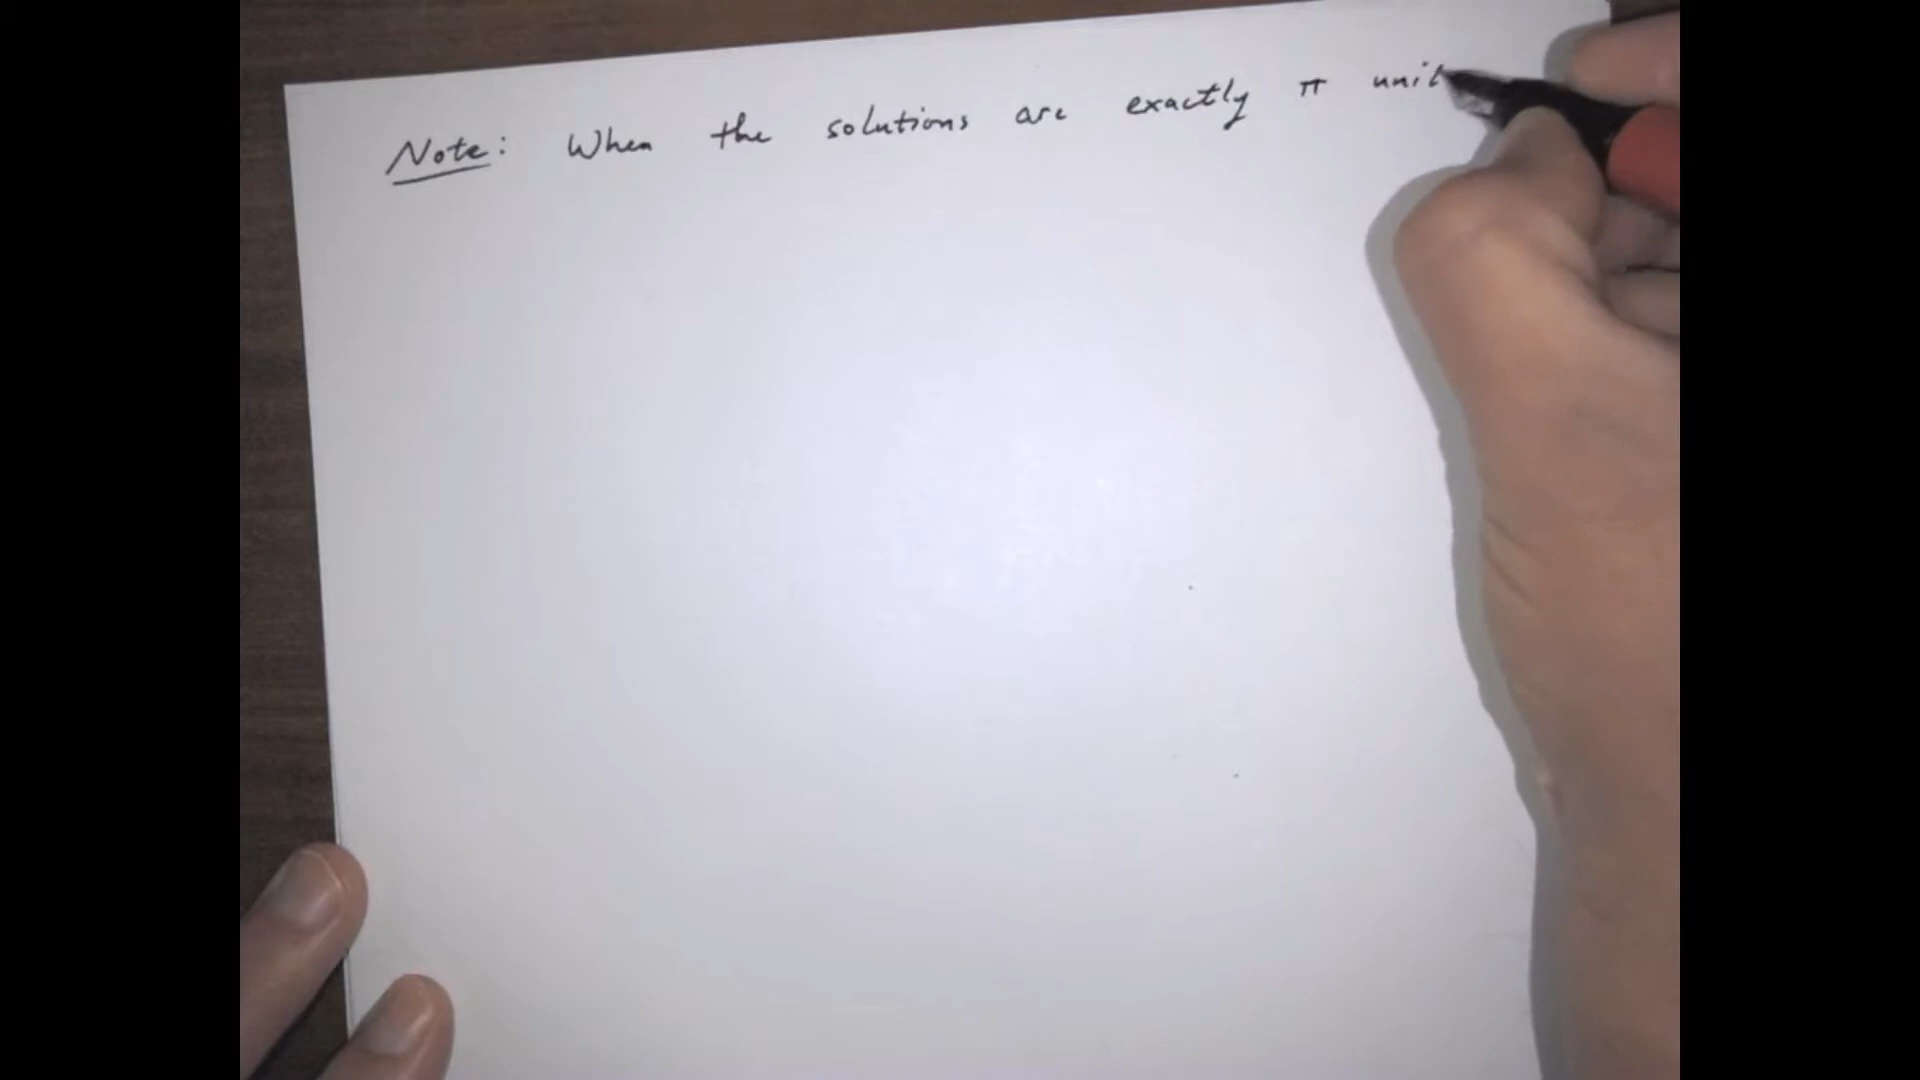 Note: When the solutions are exactly π unit